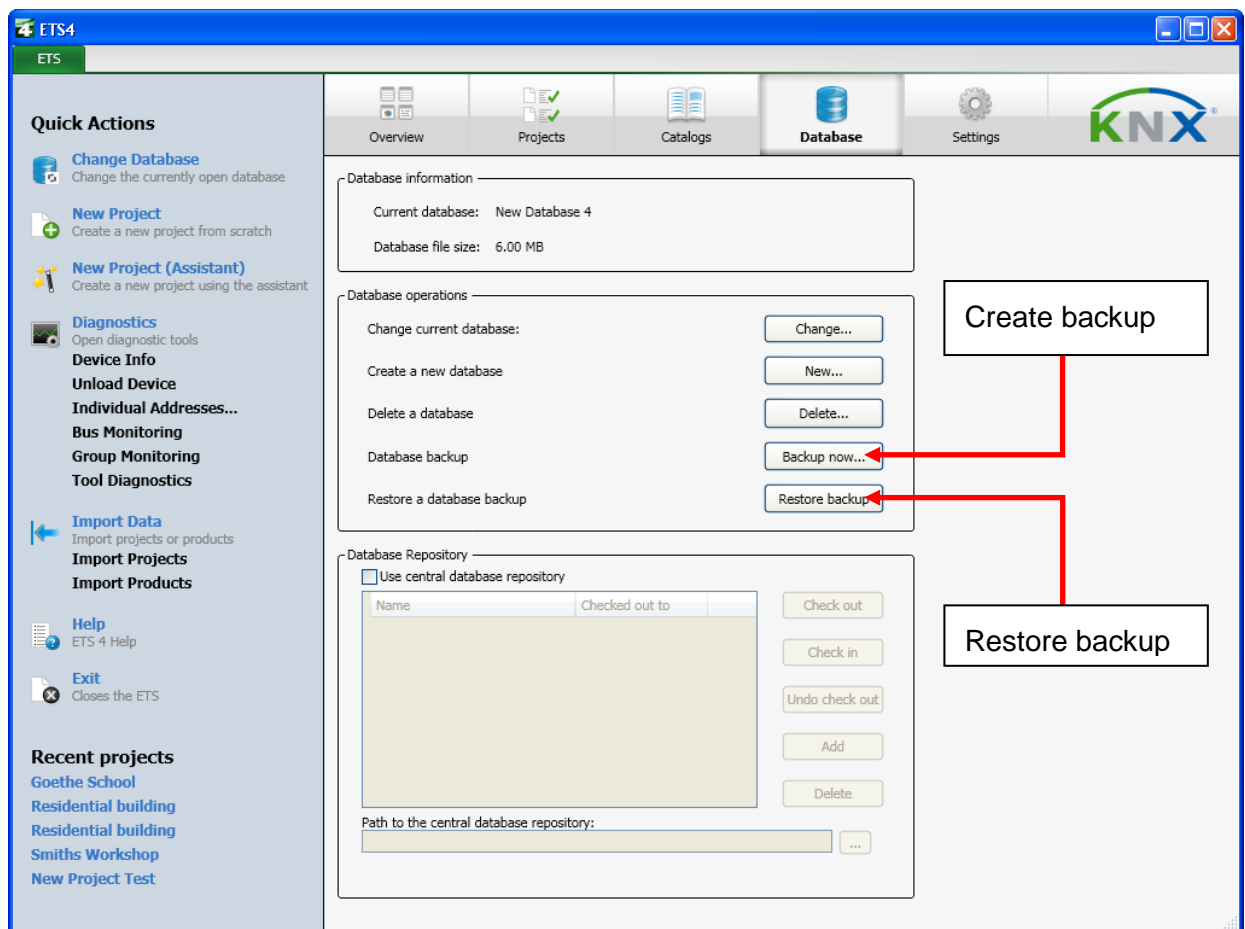 ETS4
ETS
Quick Actions
Change Database
Change the currently open database
New Project
Create a new project from scratch
New Project (Assistant)
Create a new project using the assistant
Diagnostics
Open diagnostic tools
Device Info
Unload Device
Individual Addresses...
Bus Monitoring
Group Monitoring
Tool Diagnostics
Import Data
Import projects or products
Import Projects
Import Products
Help
ETS 4 Help
Exit
Closes the ETS
Recent projects
Goethe School
Residential building
Residential building
Smiths Workshop
New Project Test
Overview
Projects
Catalogs
Database
Settings
KNX
Database information
Current database: New Database 4
Database file size: 6.00 MB
Database operations
Change current database: Change...
Create a new database New...
Delete a database Delete...
Database backup Backup now...
Restore a database backup Restore backup
Database Repository
Use central database repository
Name Checked out to
Check out
Check in
Undo check out
Add
Delete
Path to the central database repository:
...
Create backup
Restore backup